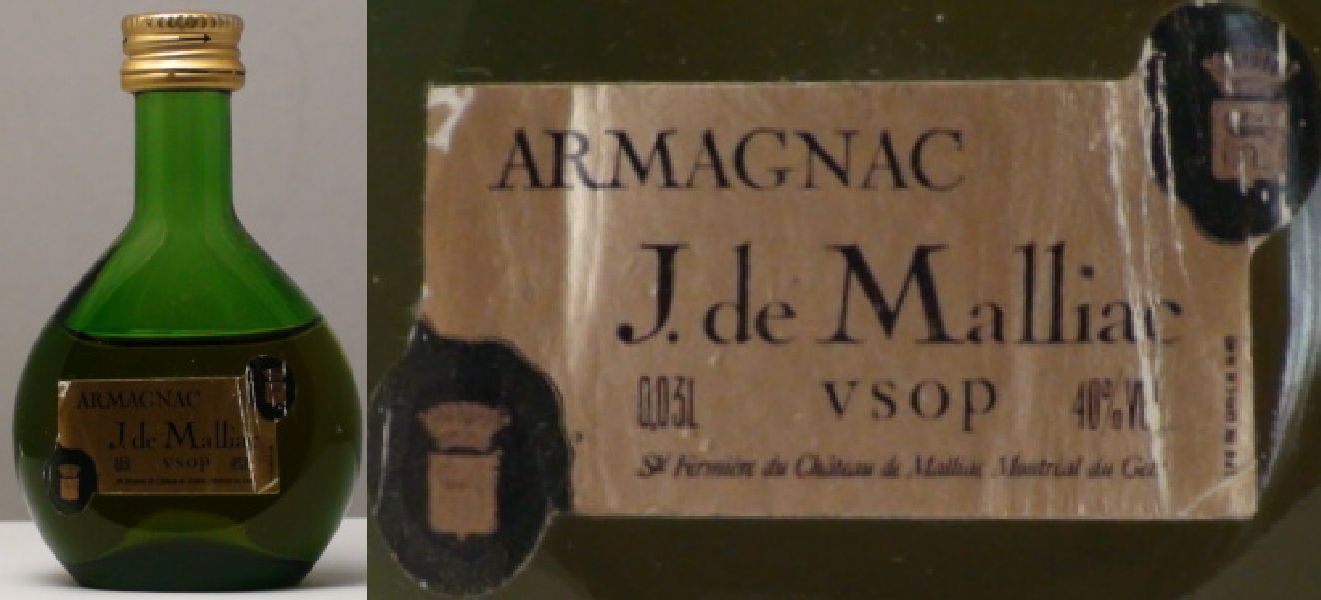 ARMAGNAC
J. de Malliac
VSOP
ARMAGNAC
J. de Malliac
0,03L VSOP 40%Vol
Sté Fermière du Château de Malliac Montréal du Gers